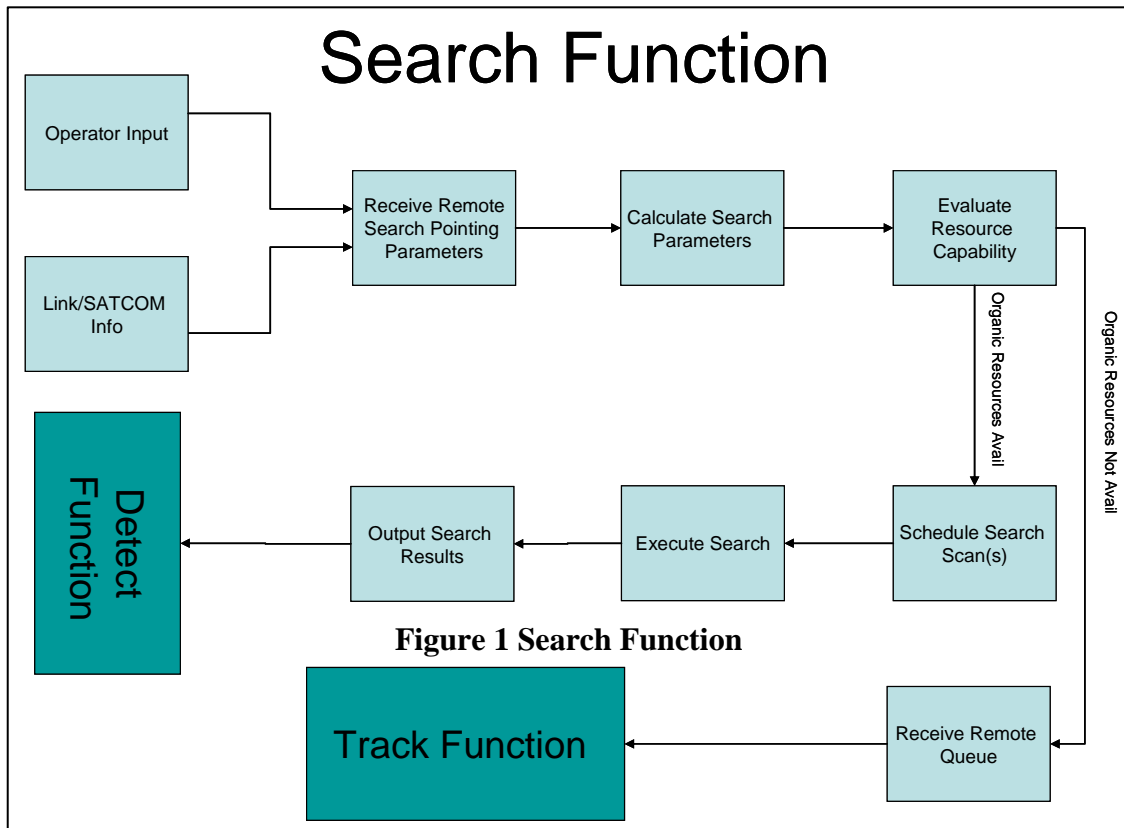 Search Function
Operator Input
Link/SATCOM
Info
Receive Remote
Search Pointing
Parameters
Calculate Search
Parameters
Evaluate
Resource
Capability
Organic Resources Avail
Organic Resources Not Avail
Detect
Function
Output Search
Results
Execute Search
Schedule Search
Scan(s)
Figure 1 Search Function
Track Function
Receive Remote
Queue